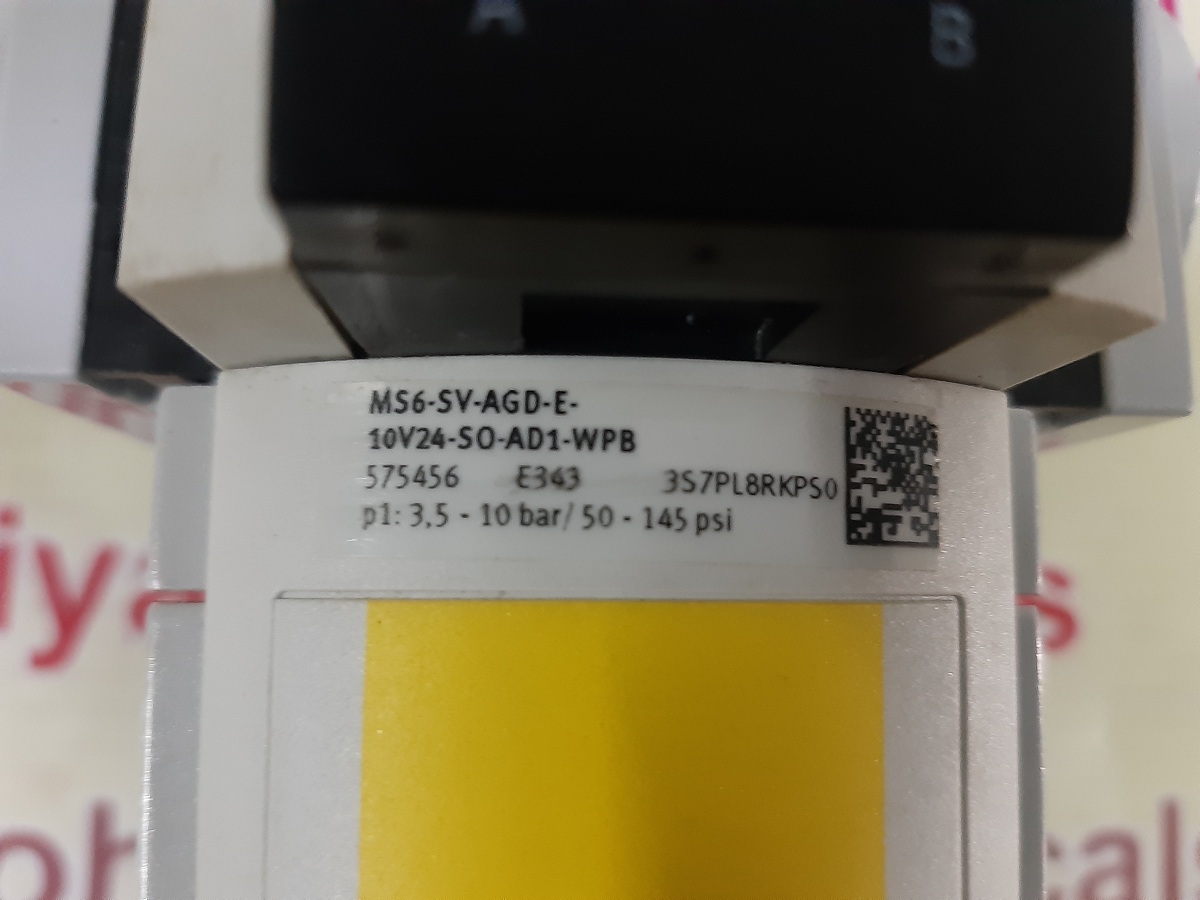 A B
MS6-SV-AGD-E-
10V24-SO-AD1-WPB
575456 E343 3S7PL8RKPS0
p1: 3,5 - 10 bar/ 50 - 145 psi